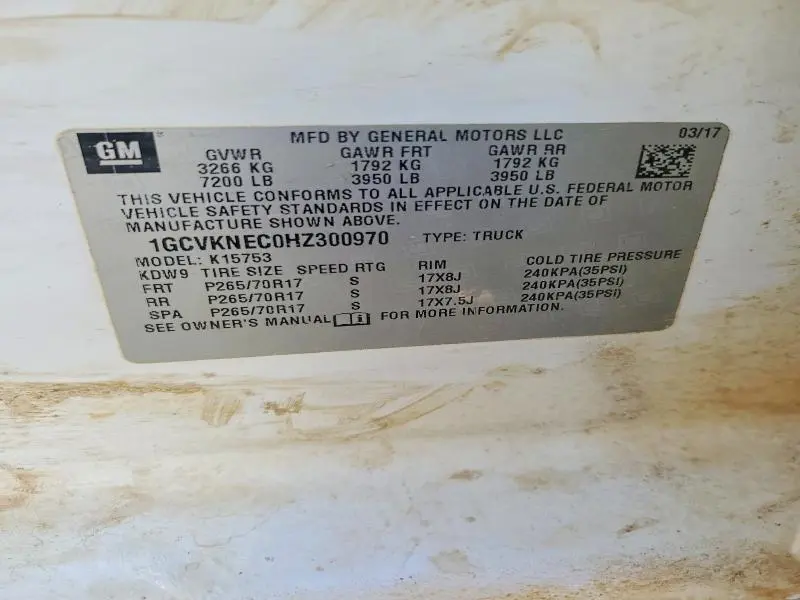 GM
MFD BY GENERAL MOTORS LLC 03/17
GVWR GAWR FRT GAWR RR
3266 KG 1792 KG 1792 KG
7200 LB 3950 LB 3950 LB
THIS VEHICLE CONFORMS TO ALL APPLICABLE U.S. FEDERAL MOTOR
VEHICLE SAFETY STANDARDS IN EFFECT ON THE DATE OF
MANUFACTURE SHOWN ABOVE.
1GCVKNEC0HZ300970 TYPE: TRUCK
MODEL: K15753
KDW9 TIRE SIZE SPEED RTG RIM COLD TIRE PRESSURE
FRT P265/70R17 S 17X8J 240KPA(35PSI)
RR P265/70R17 S 17X8J 240KPA(35PSI)
SPA P265/70R17 S 17X7.5J 240KPA(35PSI)
SEE OWNER'S MANUAL FOR MORE INFORMATION.